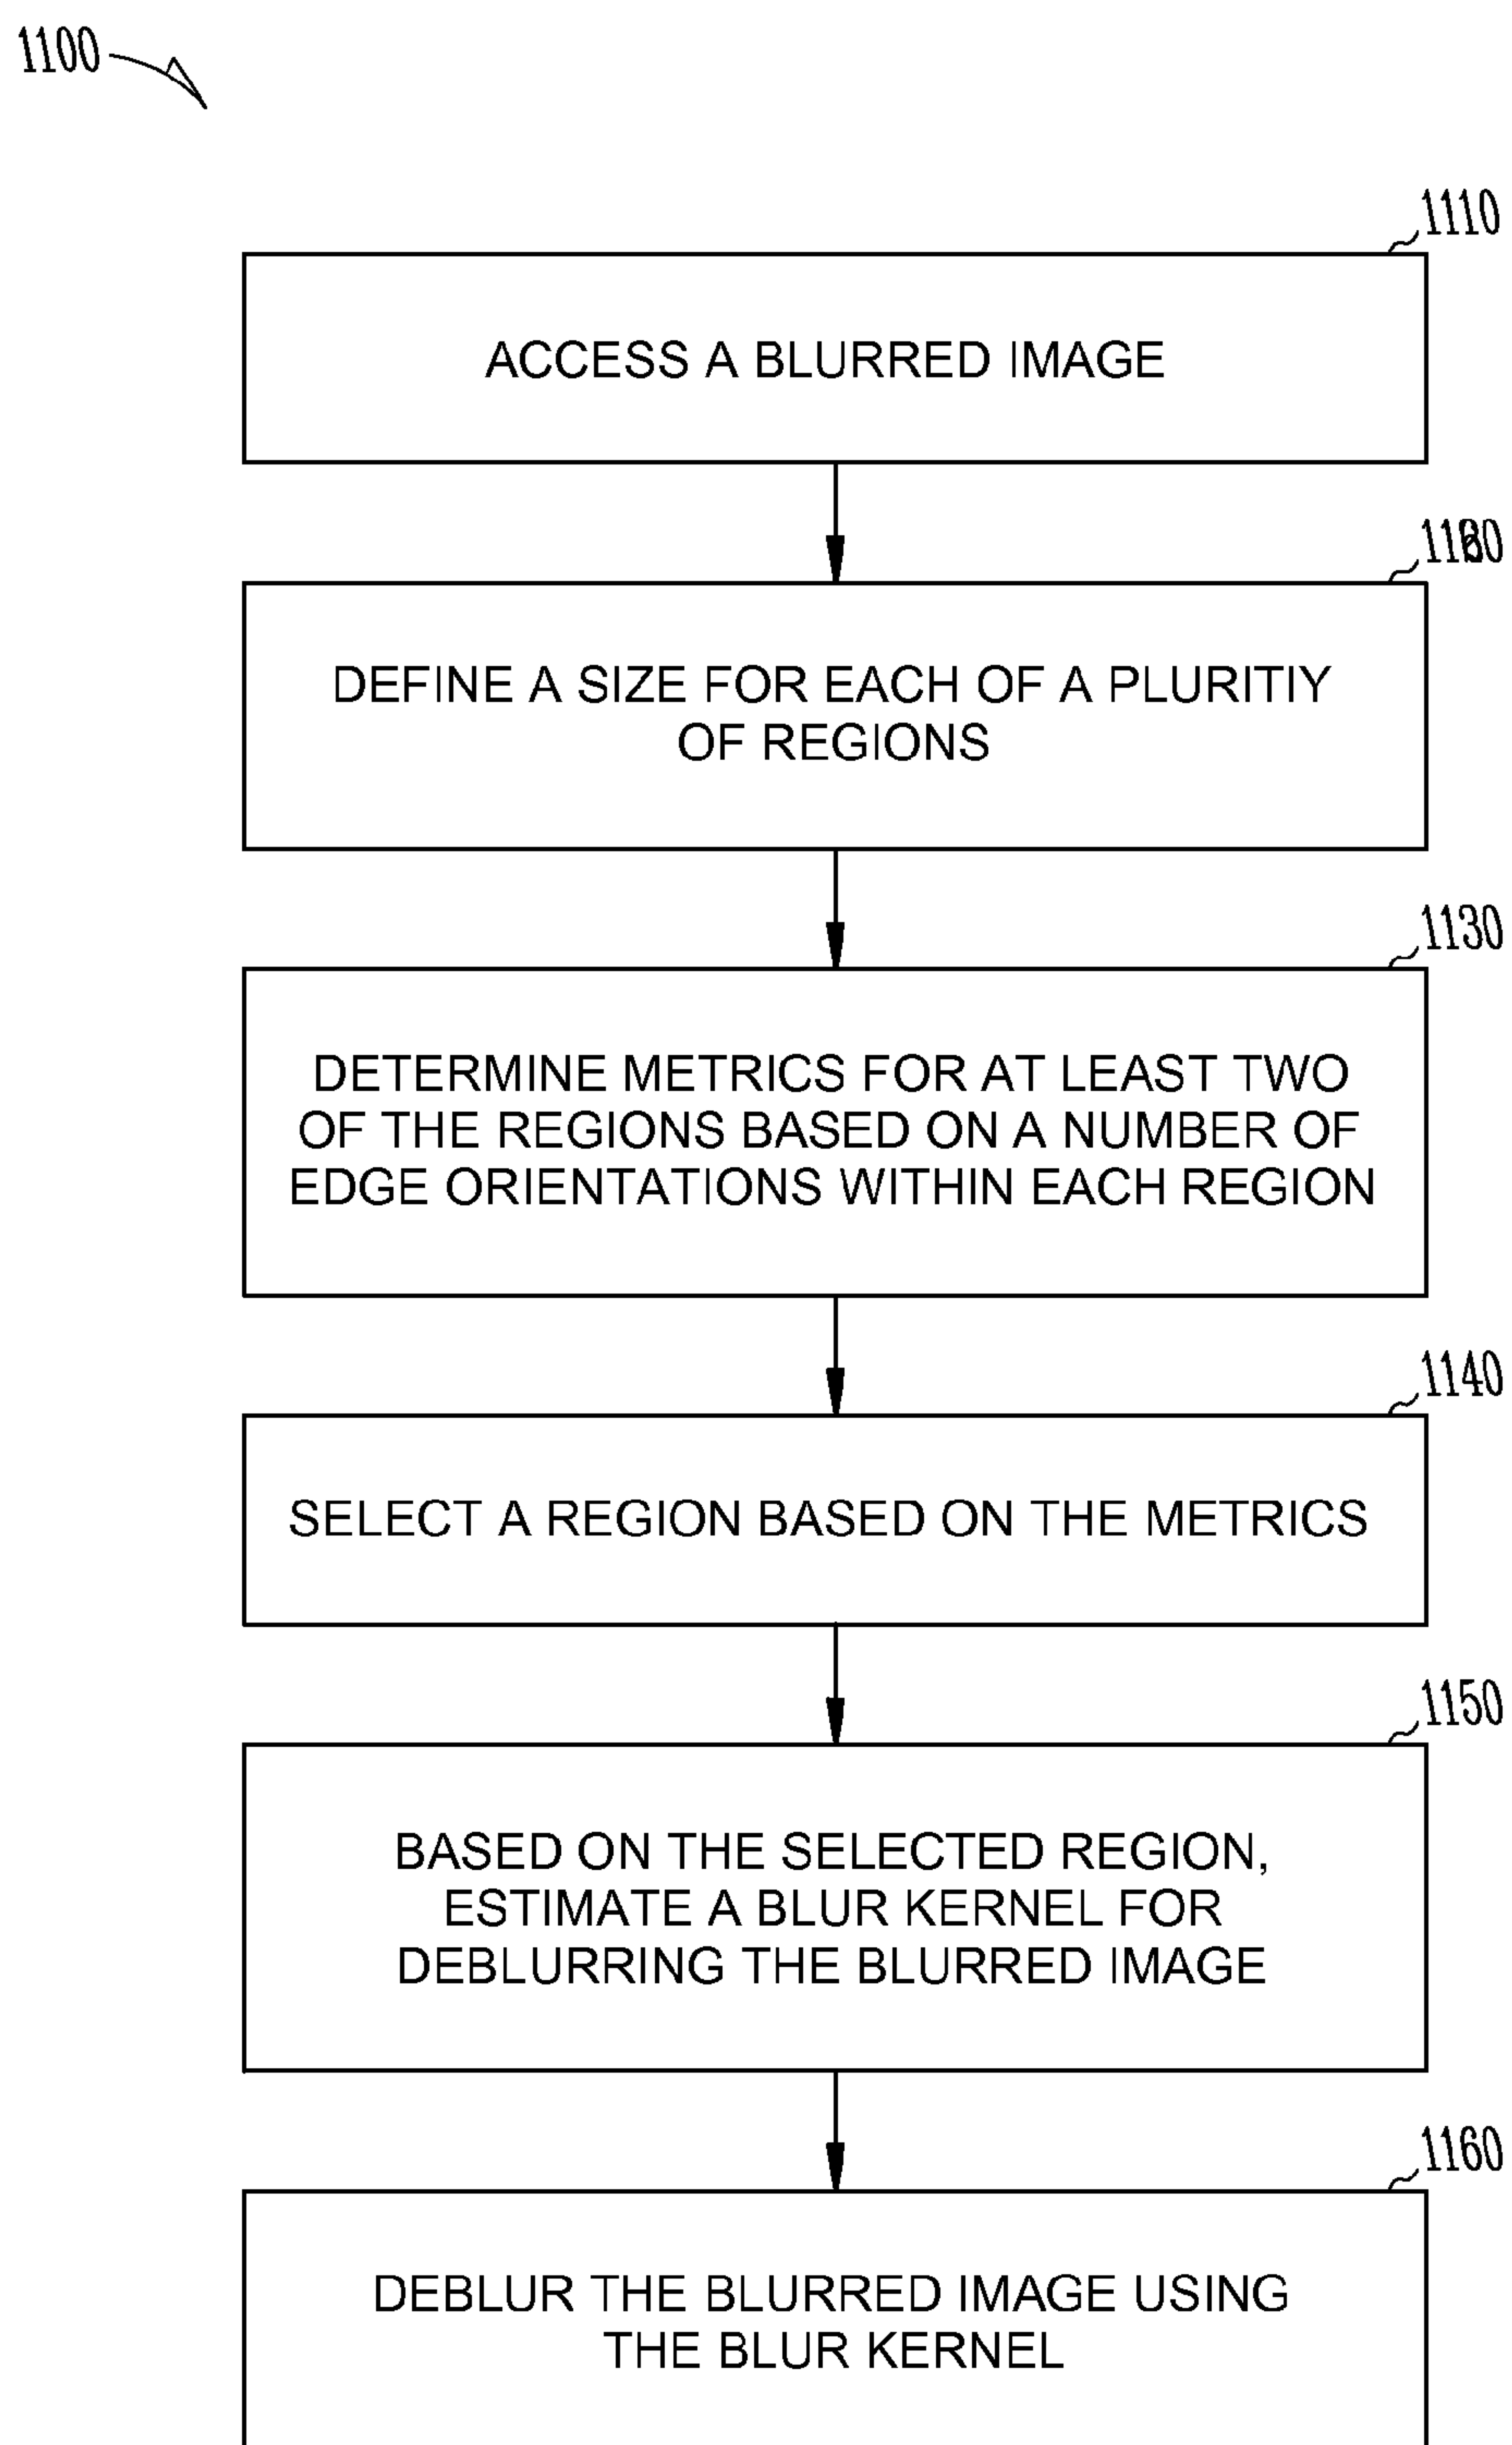 1100
1110
ACCESS A BLURRED IMAGE
DEFINE A SIZE FOR EACH OF A PLURITIY
OF REGIONS
1130
DETERMINE METRICS FOR AT LEAST TWO
OF THE REGIONS BASED ON A NUMBER OF
EDGE ORIENTATIONS WITHIN EACH REGION
1140
SELECT A REGION BASED ON THE METRICS
1150
BASED ON THE SELECTED REGION,
ESTIMATE A BLUR KERNEL FOR
DEBLURRING THE BLURRED IMAGE
1160
DEBLUR THE BLURRED IMAGE USING
THE BLUR KERNEL